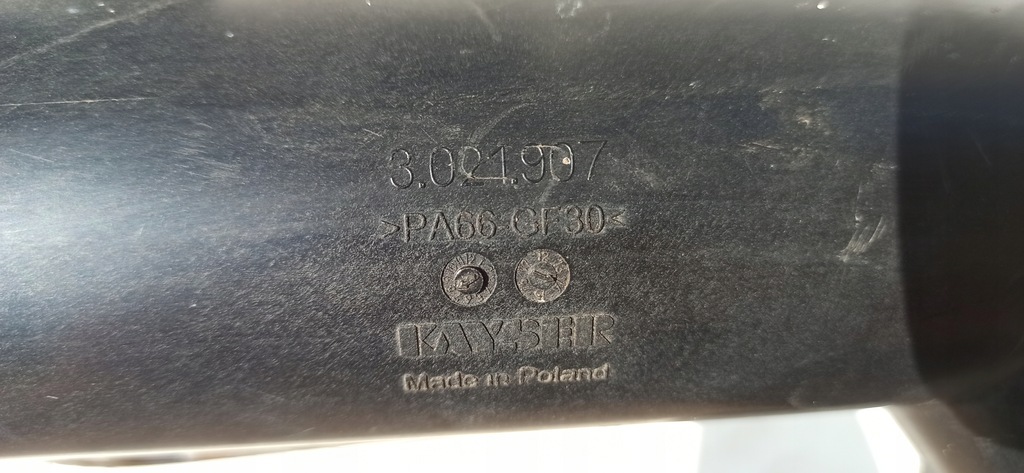 3.021.907
>PA66 GF30<
KAYSER
Made in Poland